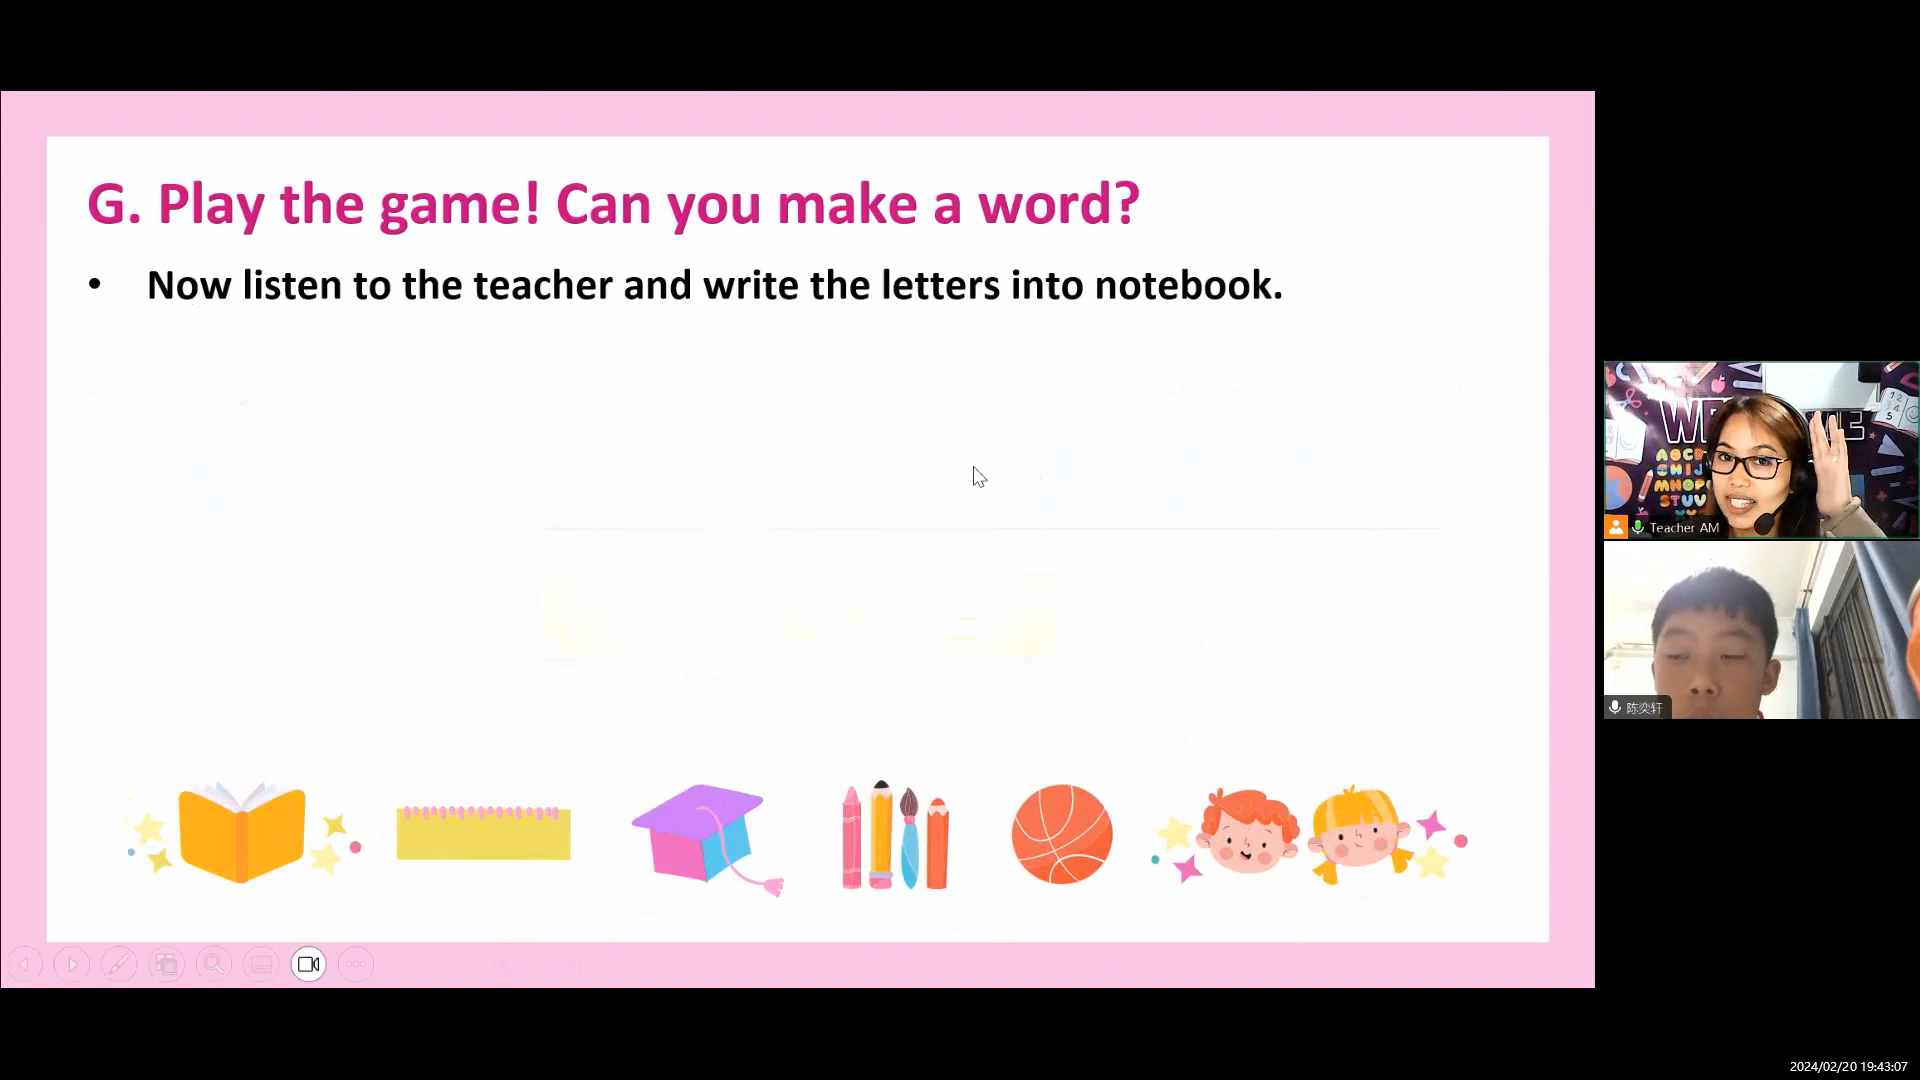 G. Play the game! Can you make a word?
• Now listen to the teacher and write the letters into notebook.
Teacher AM
陈奕轩
2024/02/20 19:43:07